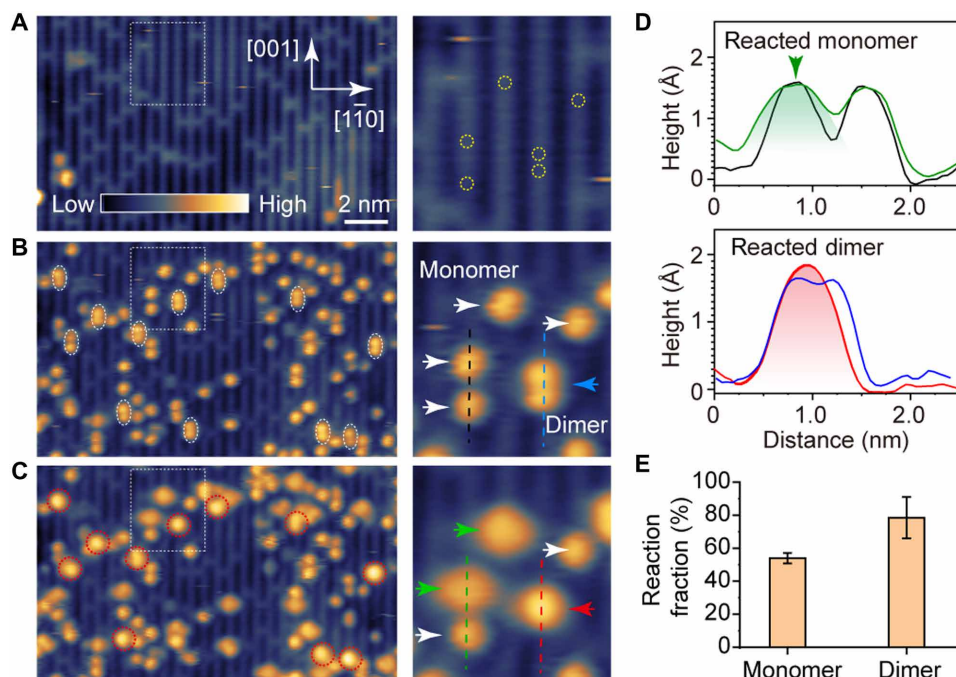 A
[001]
[11̅0]
Low
High
2 nm
B
Monomer
Dimer
C
D
Reacted monomer
Height (Å)
2
1
0
0
1.0
2.0
Reacted dimer
Height (Å)
2
1
0
0
1.0
2.0
Distance (nm)
E
Reaction
fraction (%)
100
80
60
40
20
0
Monomer
Dimer